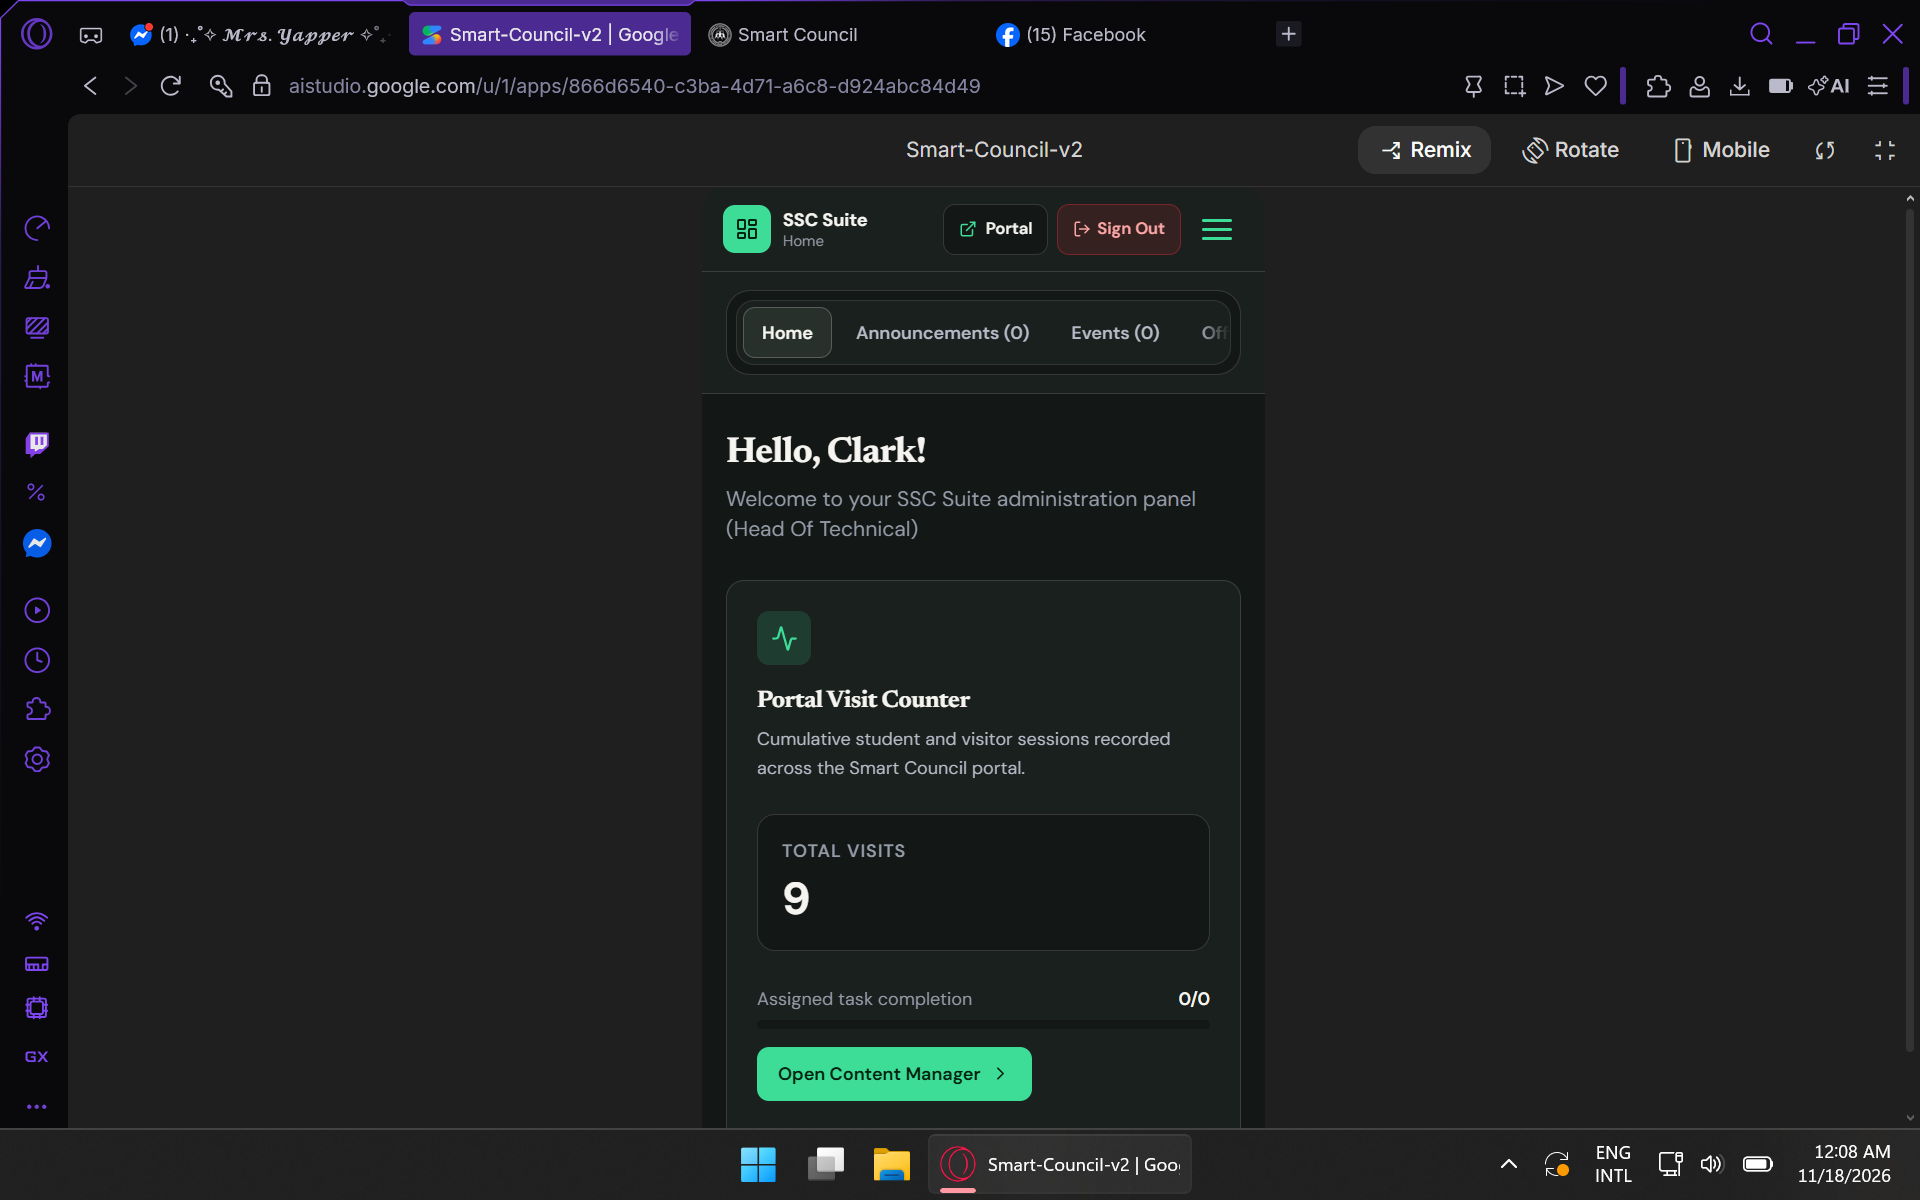 (1) ‧₊˚✧ 𝓜𝓻𝓼. 𝓨𝓪𝓹𝓹𝓮𝓻 ✧˚₊‧
Smart-Council-v2 | Google
Smart Council
(15) Facebook
aistudio.google.com/u/1/apps/866d6540-c3ba-4d71-a6c8-d924abc84d49
AI
Smart-Council-v2
Remix
Rotate
Mobile
SSC Suite
Home
Portal
Sign Out
Home
Announcements (0)
Events (0)
Off
Hello, Clark!
Welcome to your SSC Suite administration panel
(Head Of Technical)
Portal Visit Counter
Cumulative student and visitor sessions recorded
across the Smart Council portal.
TOTAL VISITS
9
Assigned task completion
0/0
Open Content Manager
M
GX
Smart-Council-v2 | Goo
ENG
INTL
12:08 AM
11/18/2026